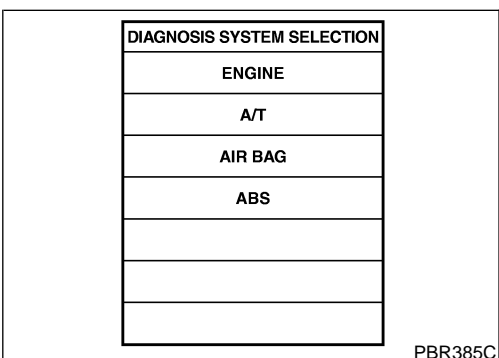 DIAGNOSIS SYSTEM SELECTION
ENGINE
A/T
AIR BAG
ABS
PBR385C